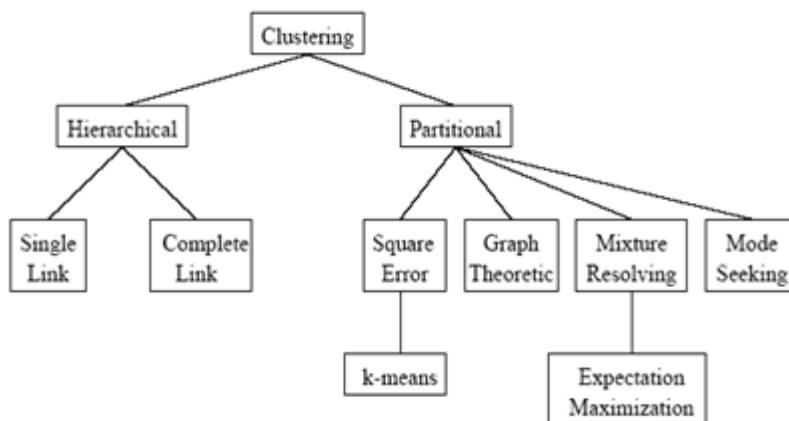 Clustering
Hierarchical
Partitional
Single
Link
Complete
Link
Square
Error
Graph
Theoretic
Mixture
Resolving
Mode
Seeking
k-means
Expectation
Maximization